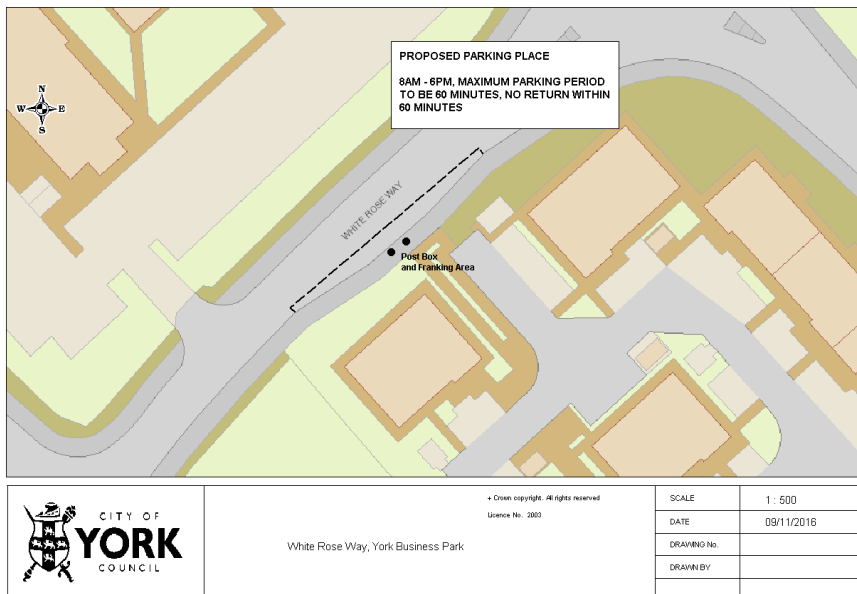 PROPOSED PARKING PLACE
8AM - 6PM, MAXIMUM PARKING PERIOD
TO BE 60 MINUTES, NO RETURN WITHIN
60 MINUTES
N
W E
S
WHITE ROSE WAY
Post Box
and Franking Area
CITY OF
YORK
COUNCIL
+ Crown copyright. All rights reserved
Licence No. 2003
White Rose Way, York Business Park
SCALE 1 : 500
DATE 09/11/2016
DRAWING No.
DRAWN BY